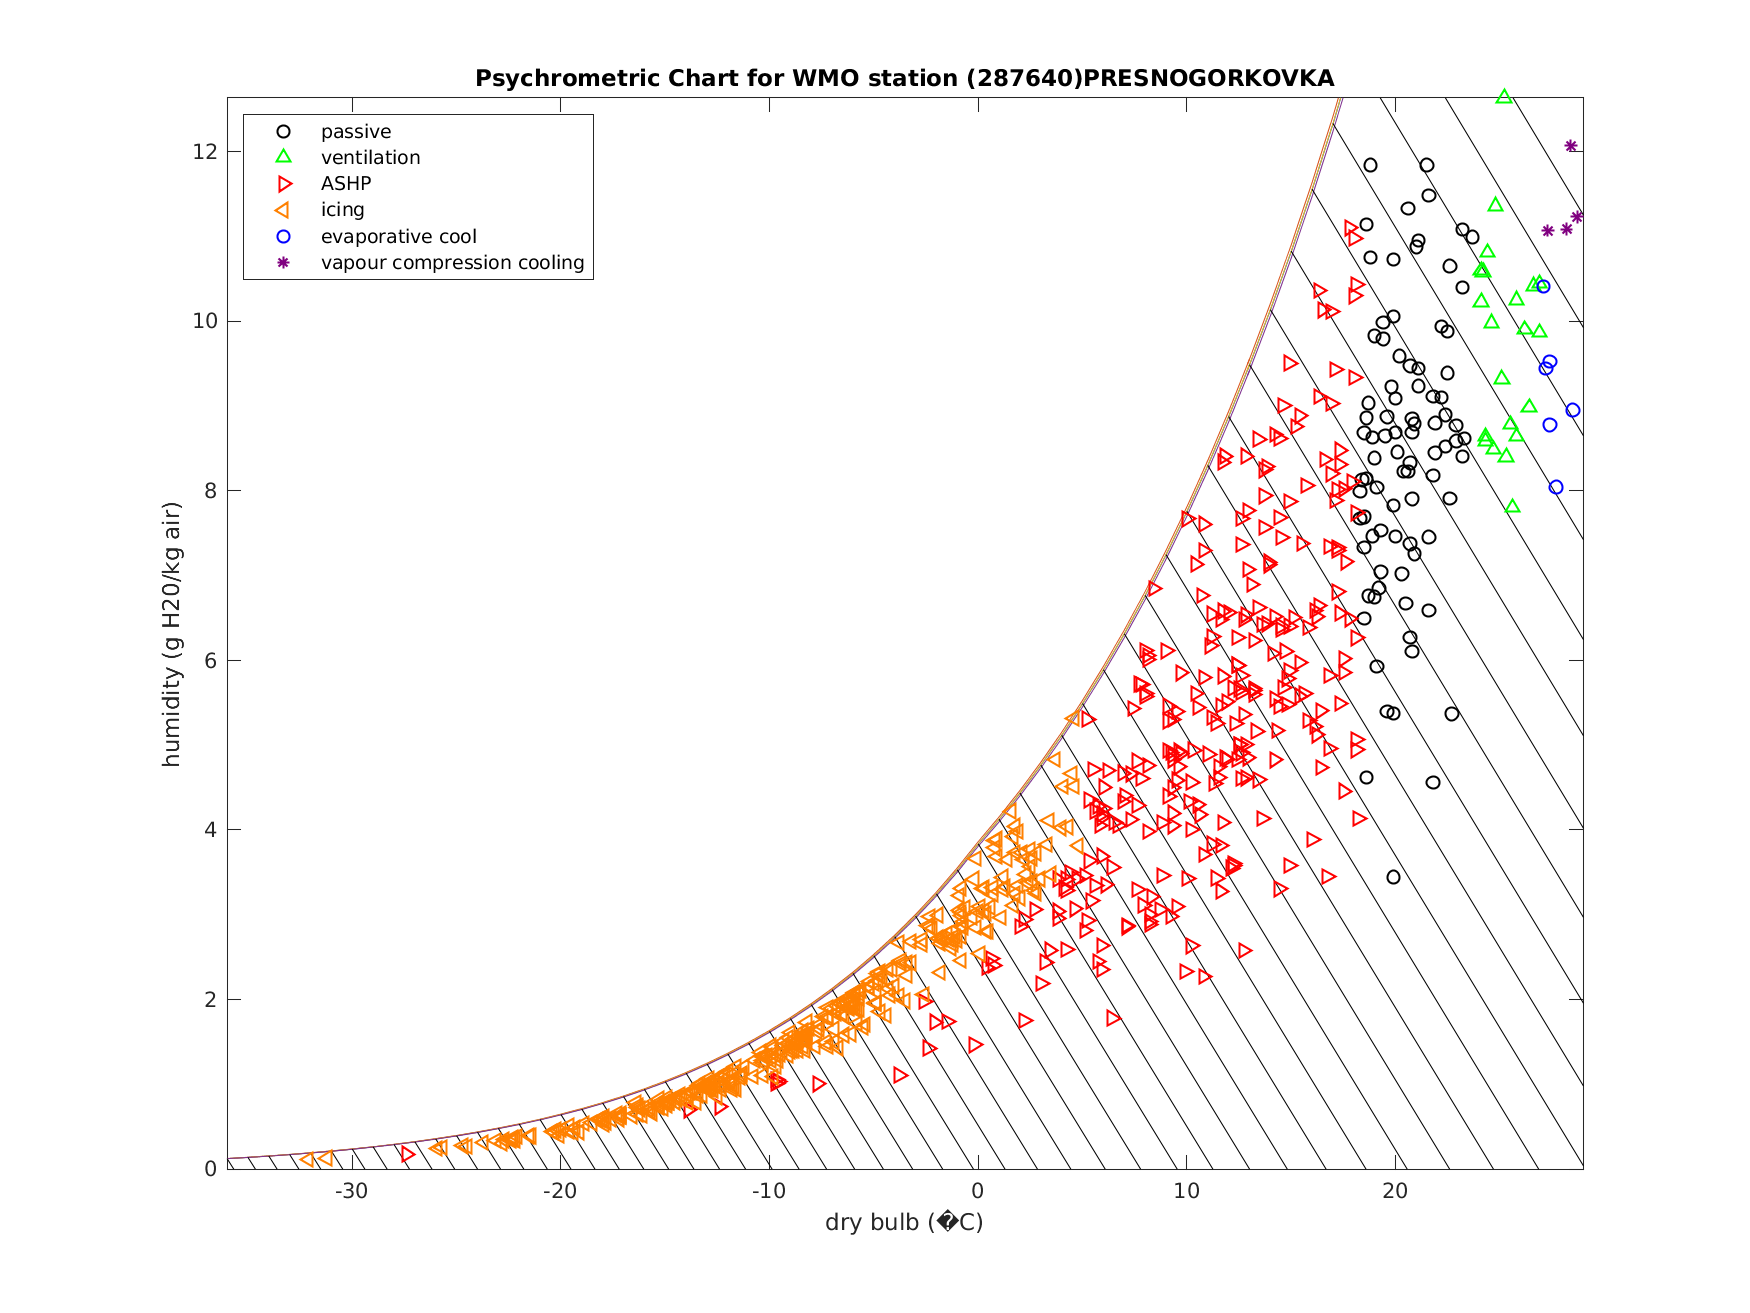 Psychrometric Chart for WMO station (287640)PRESNOGORKOVKA
passive
ventilation
ASHP
icing
evaporative cool
vapour compression cooling
humidity (g H20/kg air)
12
10
8
6
4
2
0
-30 -20 -10 0 10 20
dry bulb (�C)